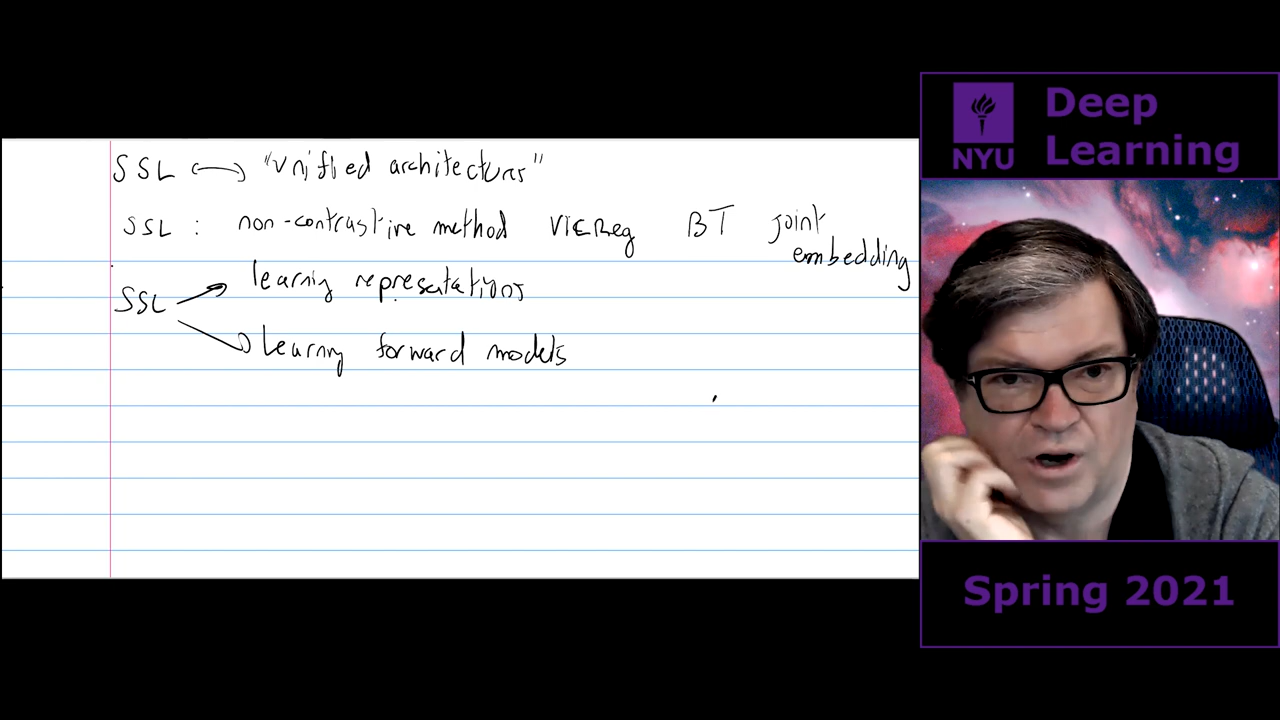 SSL ↔ "Unified architectures"
SSL : non-contrastive method VICReg BT joint embedding
SSL → learning representations
→ Learning forward models
NYU
Deep Learning
Spring 2021